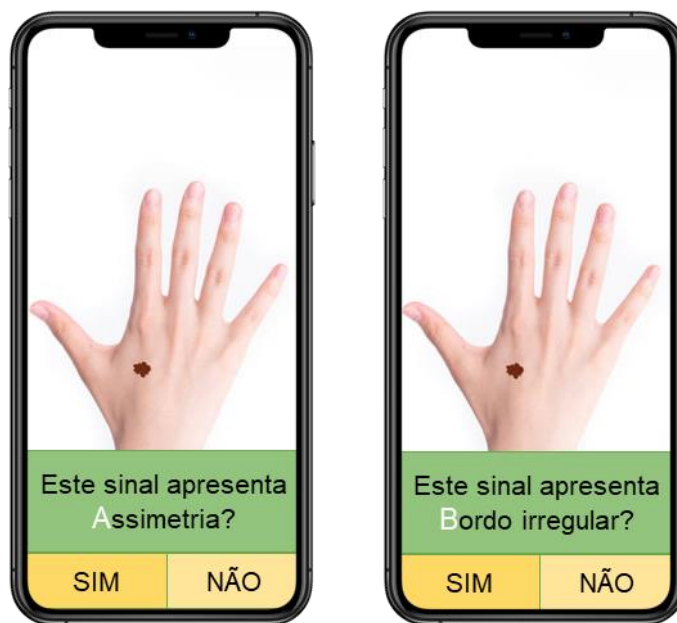 Este sinal apresenta
Assimetria?
SIM NÃO
Este sinal apresenta
Bordo irregular?
SIM NÃO